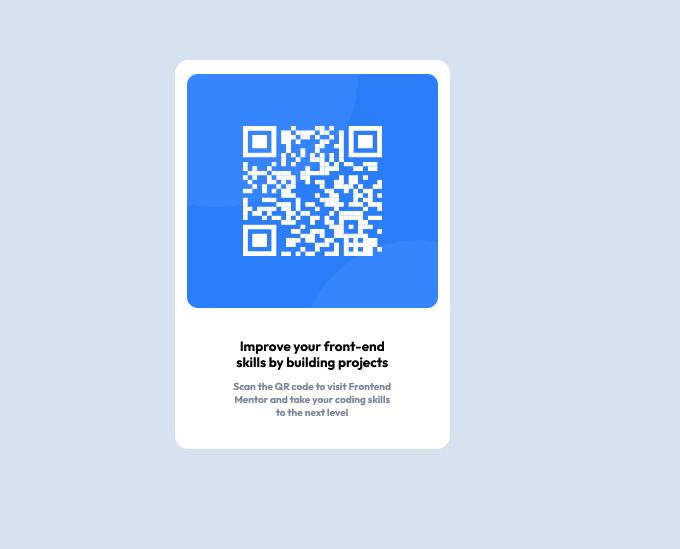 Improve your front-end
skills by building projects
Scan the QR code to visit Frontend
Mentor and take your coding skills
to the next level